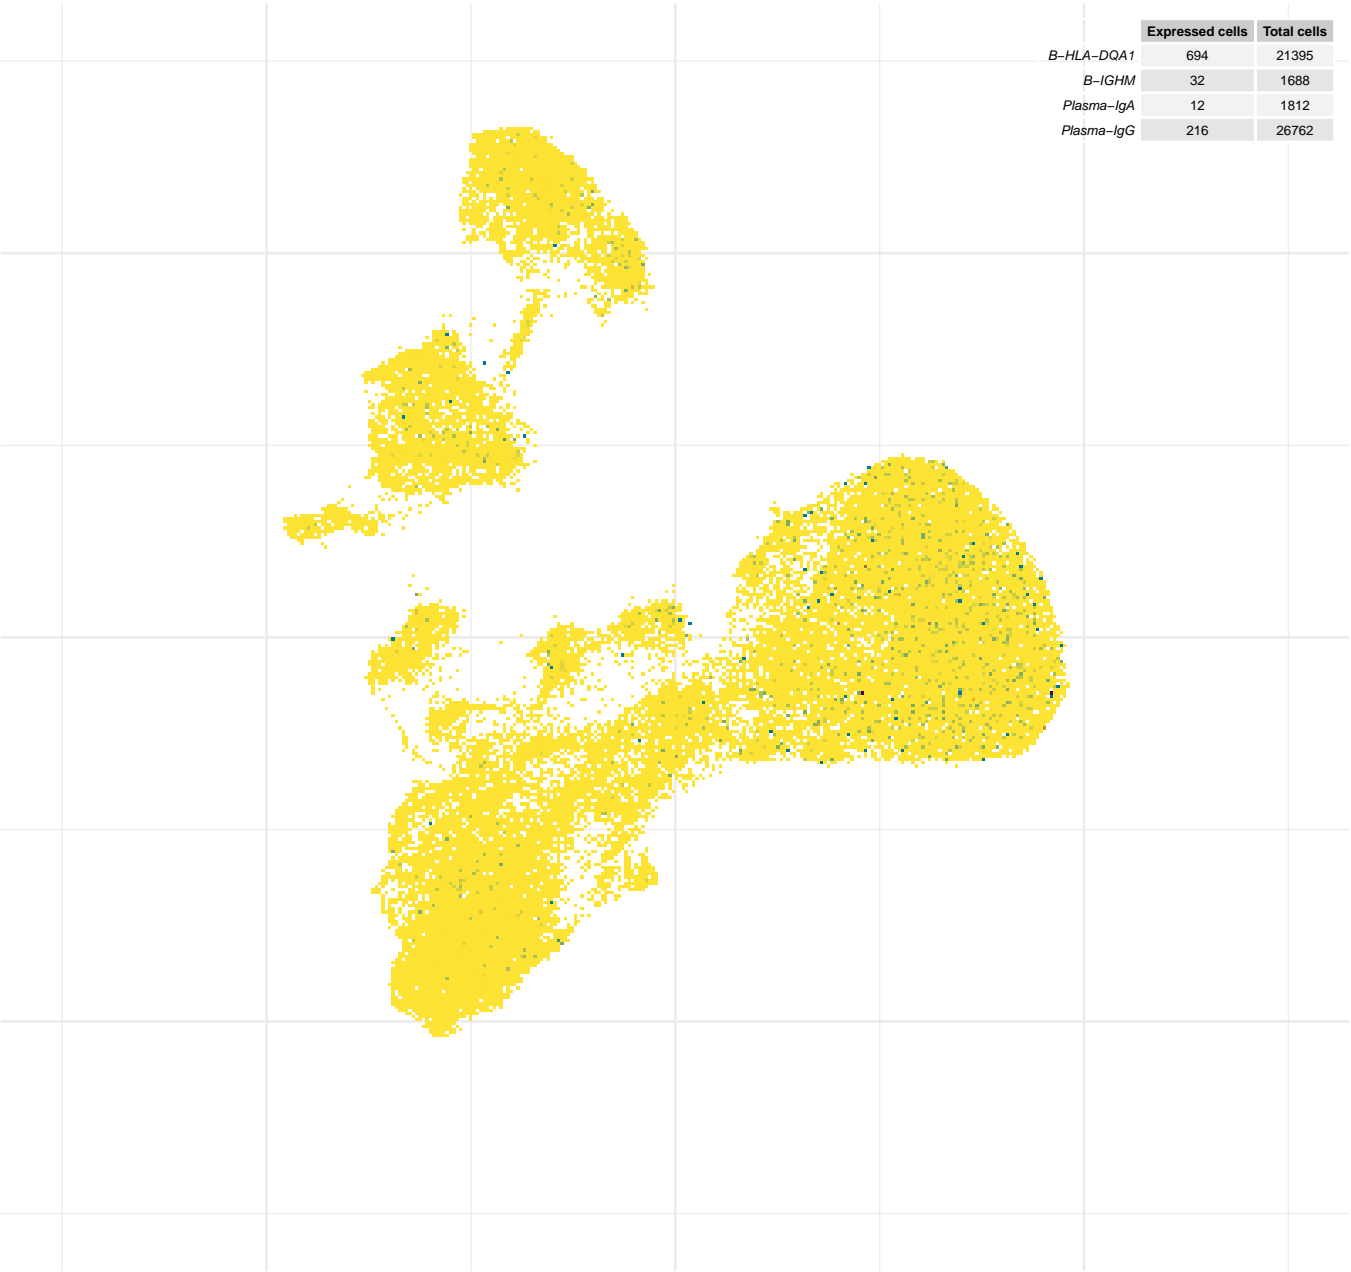 Expressed cells Total cells
B−HLA−DQA1 694 21395
B−IGHM 32 1688
Plasma−IgA 12 1812
Plasma−IgG 216 26762